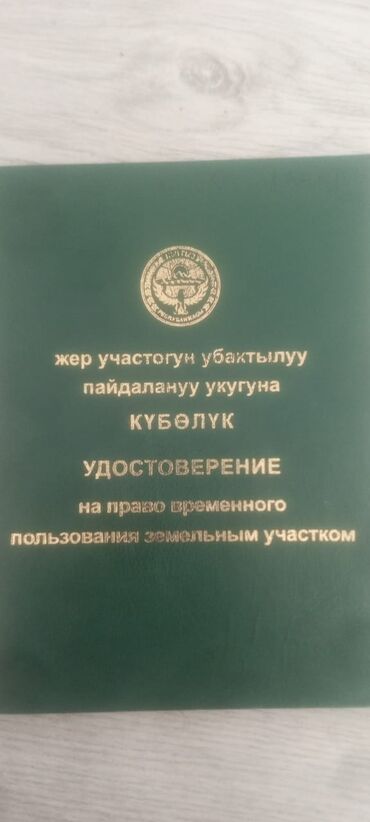 жер участогун убактылуу
пайдалануу укугуна
КҮБӨЛҮК
УДОСТОВЕРЕНИЕ
на право временного
пользования земельным участком